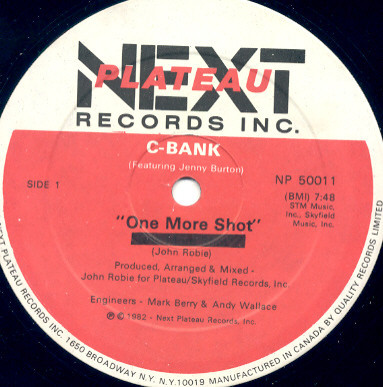 NEXT
PLATEAU
RECORDS INC.
C-BANK
(Featuring Jenny Burton)
SIDE 1
NP 50011
(BMI) 7:48
STM Music,
Inc., Skyfield
Music, Inc.
"One More Shot"
(John Robie)
Produced, Arranged & Mixed -
John Robie for Plateau/Skyfield Records, Inc.
Engineers - Mark Berry & Andy Wallace
℗ © 1982 - Next Plateau Records, Inc.
NEXT PLATEAU RECORDS INC. 1650 BROADWAY N.Y. N.Y.10019 MANUFACTURED IN CANADA BY QUALITY RECORDS LIMITED